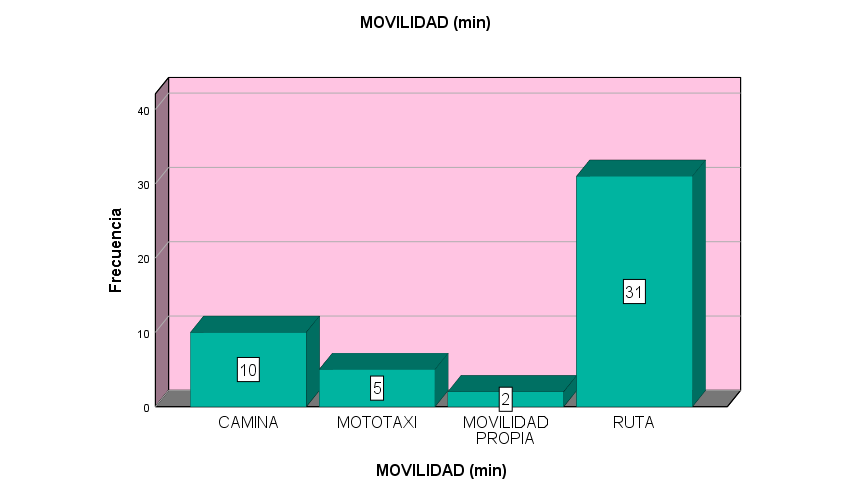 MOVILIDAD (min)
40
30
20
10
0
Frecuencia
10
5
2
31
CAMINA
MOTOTAXI
MOVILIDAD
PROPIA
RUTA
MOVILIDAD (min)